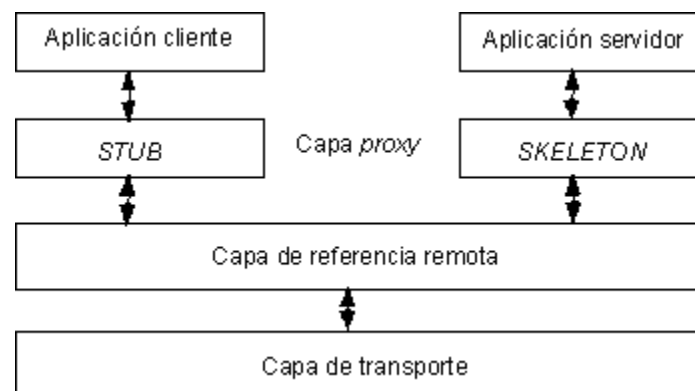 Aplicación cliente
Aplicación servidor
STUB
Capa proxy
SKELETON
Capa de referencia remota
Capa de transporte